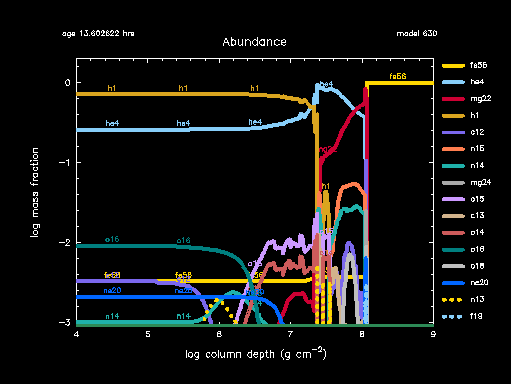 age 13.602622 hrs
model 630
Abundance
log mass fraction
0
−1
−2
−3
4
5
6
7
8
9
log column depth (g cm⁻²)
h1 h1 h1
he4 he4 he4
o16 o16
fe56 fe56
ne20
n14 n14
he4
h1
fe56
fe56
he4
mg22
h1
c12
n15
n14
mg24
o15
c13
o14
o16
o18
ne20
n13
f19